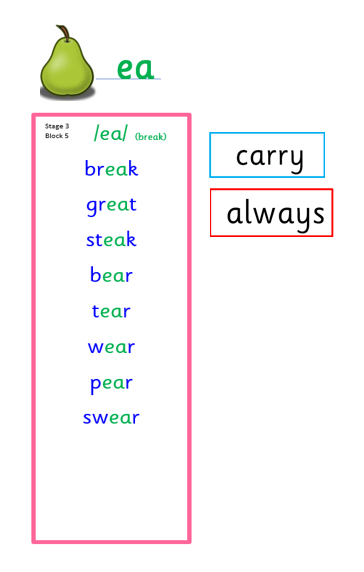 ea
Stage 3
Block 5
/ea/ (break)
break
great
steak
bear
tear
wear
pear
swear
carry
always